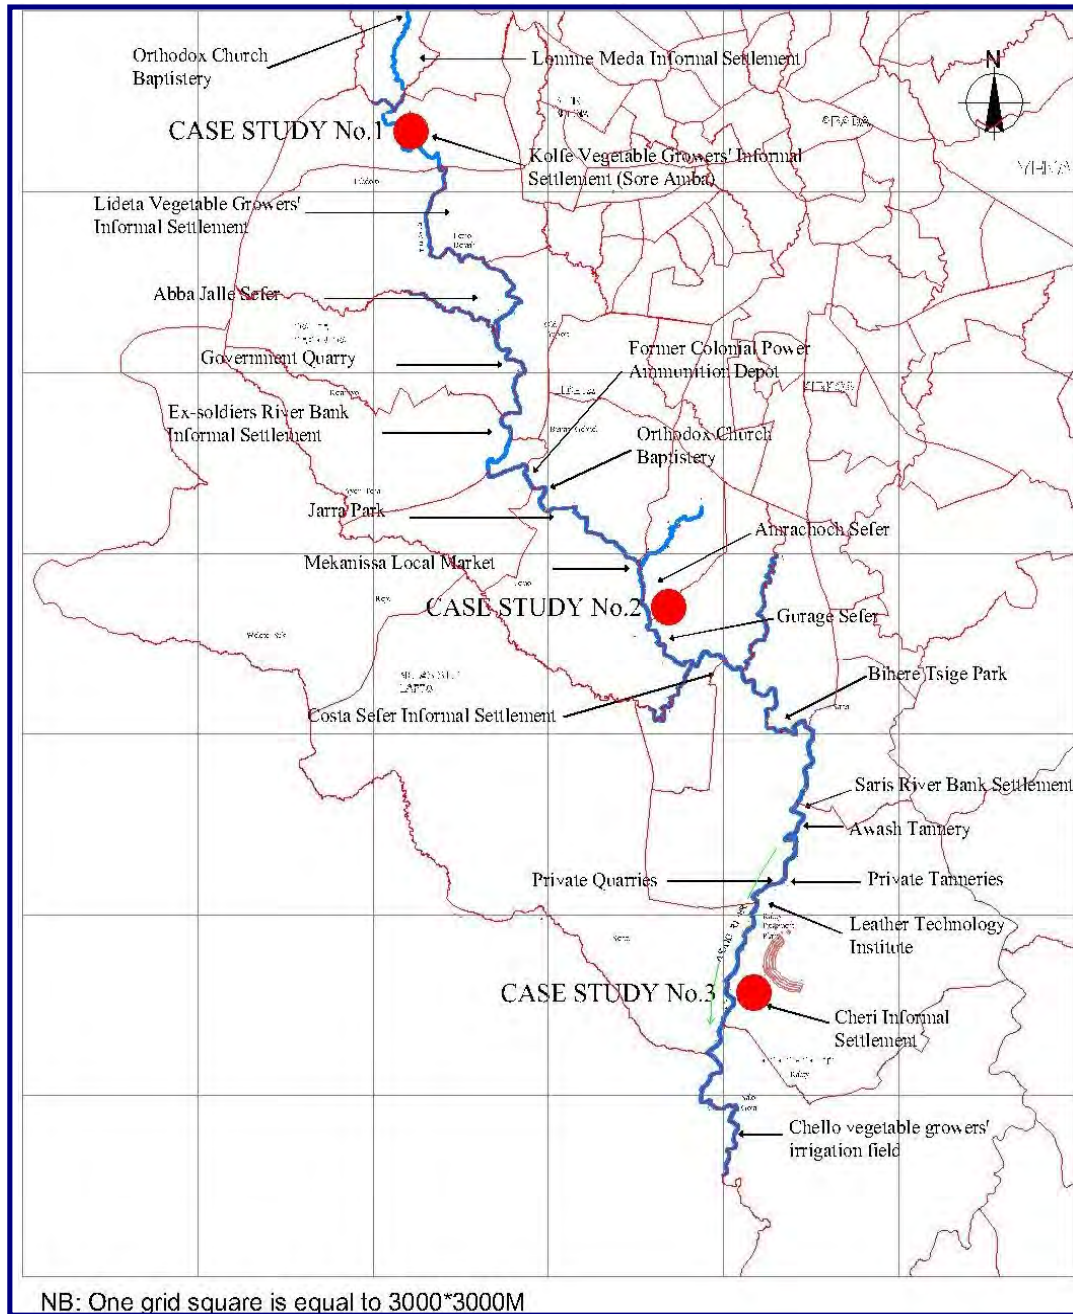 Orthodox Church
Baptistery
Lomme Meda Informal Settlement
N
CASE STUDY No.1
Kolfe Vegetable Growers' Informal
Settlement (Sore Amba)
Lideta Vegetable Growers'
Informal Settlement
Abba Jalle Sefer
Government Quarry
Former Colonial Power
Ammunition Depot
Ex-soldiers River Bank
Informal Settlement
Orthodox Church
Baptistery
Jarra Park
Amrachoch Sefer
Mekanissa Local Market
CASE STUDY No.2
Gurage Sefer
Bihere Tsige Park
Costa Sefer Informal Settlement
Saris River Bank Settlement
Awash Tannery
Private Quarries
Private Tanneries
Leather Technology
Institute
CASE STUDY No.3
Cheri Informal
Settlement
Chello vegetable growers'
irrigation field
NB: One grid square is equal to 3000*3000M